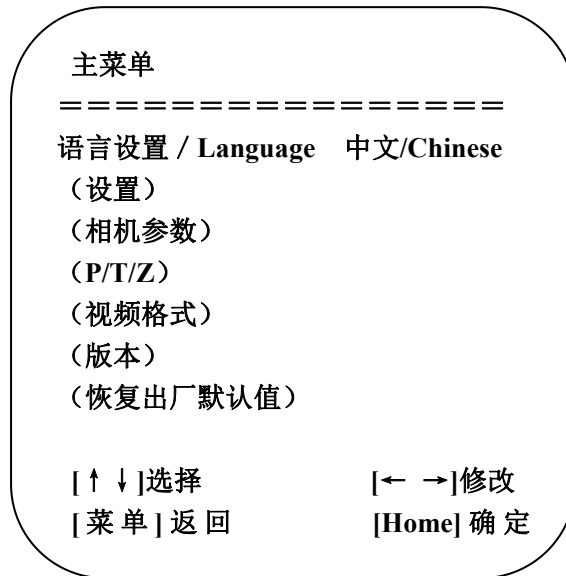 主菜单
＝＝＝＝＝＝＝＝＝＝＝＝＝＝＝＝
语言设置／Language 中文/Chinese
（设置）
（相机参数）
（P/T/Z）
（视频格式）
（版本）
（恢复出厂默认值）
[↑ ↓]选择 [← →]修改
[ 菜 单 ] 返 回 [Home] 确 定